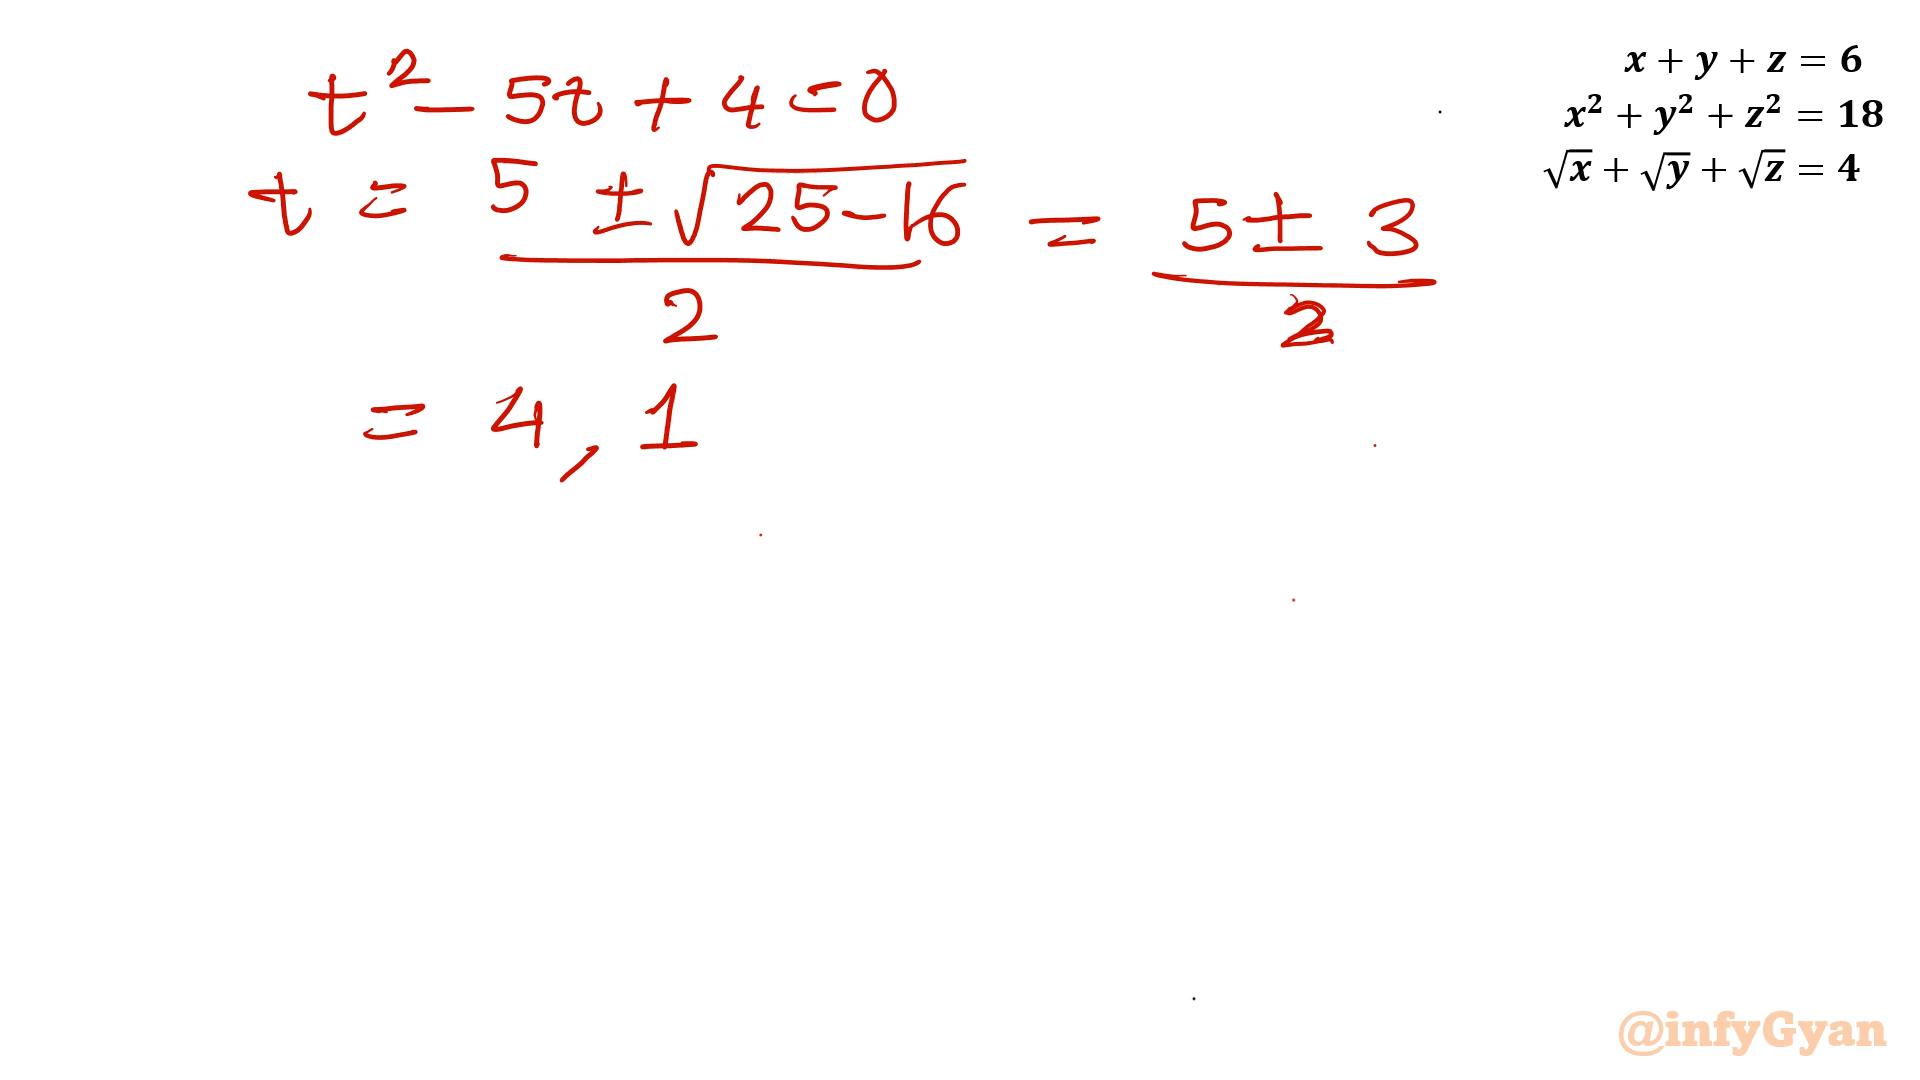 t² - 5t + 4 = 0
t = (5 ± √(25-16)) / 2 = (5 ± 3) / 2
= 4, 1
x + y + z = 6
x² + y² + z² = 18
√x + √y + √z = 4
@infyGyan